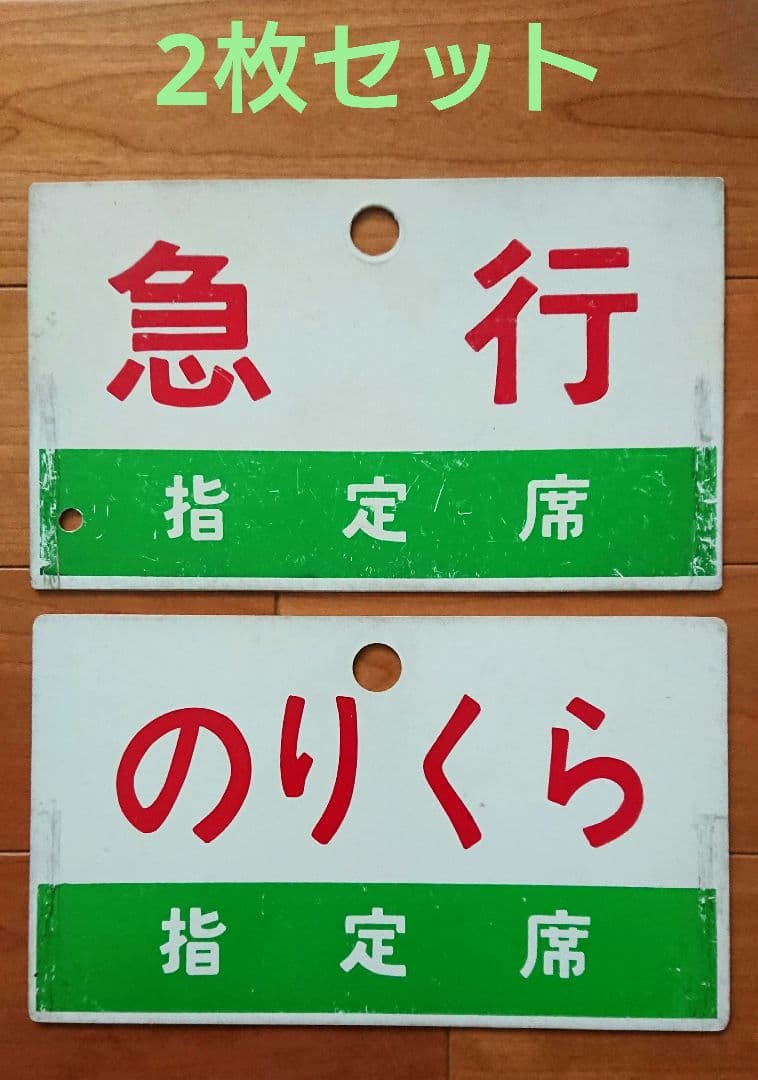 2枚セット
急行
指定席
のりくら
指定席